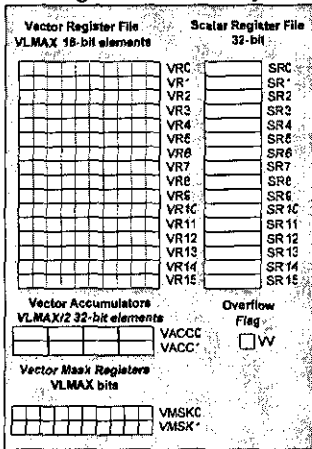 Vector Register File
VLMAX 16-bit elements
Scalar Register File
32-bit
VR0
VR1
VR2
VR3
VR4
VR5
VR6
VR7
VR8
VR9
VR10
VR11
VR12
VR13
VR14
VR15
SR0
SR1
SR2
SR3
SR4
SR5
SR6
SR7
SR8
SR9
SR10
SR11
SR12
SR13
SR14
SR15
Vector Accumulators
VLMAX/2 32-bit elements
VACC0
VACC1
Overflow
Flag
VV
Vector Mask Registers
VLMAX bits
VMSK0
VMSK1